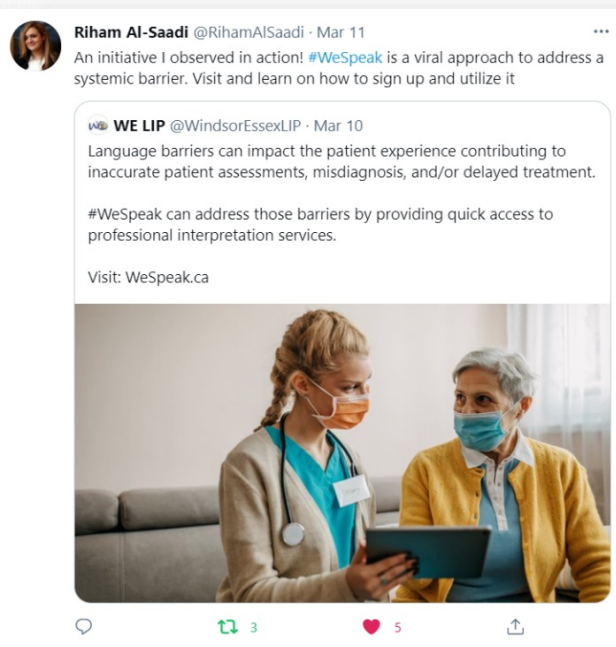 Riham Al-Saadi @RihamAlSaadi · Mar 11
An initiative I observed in action! #WeSpeak is a viral approach to address a
systemic barrier. Visit and learn on how to sign up and utilize it
WE LIP @WindsorEssexLIP · Mar 10
Language barriers can impact the patient experience contributing to
inaccurate patient assessments, misdiagnosis, and/or delayed treatment.
#WeSpeak can address those barriers by providing quick access to
professional interpretation services.
Visit: WeSpeak.ca
3
5